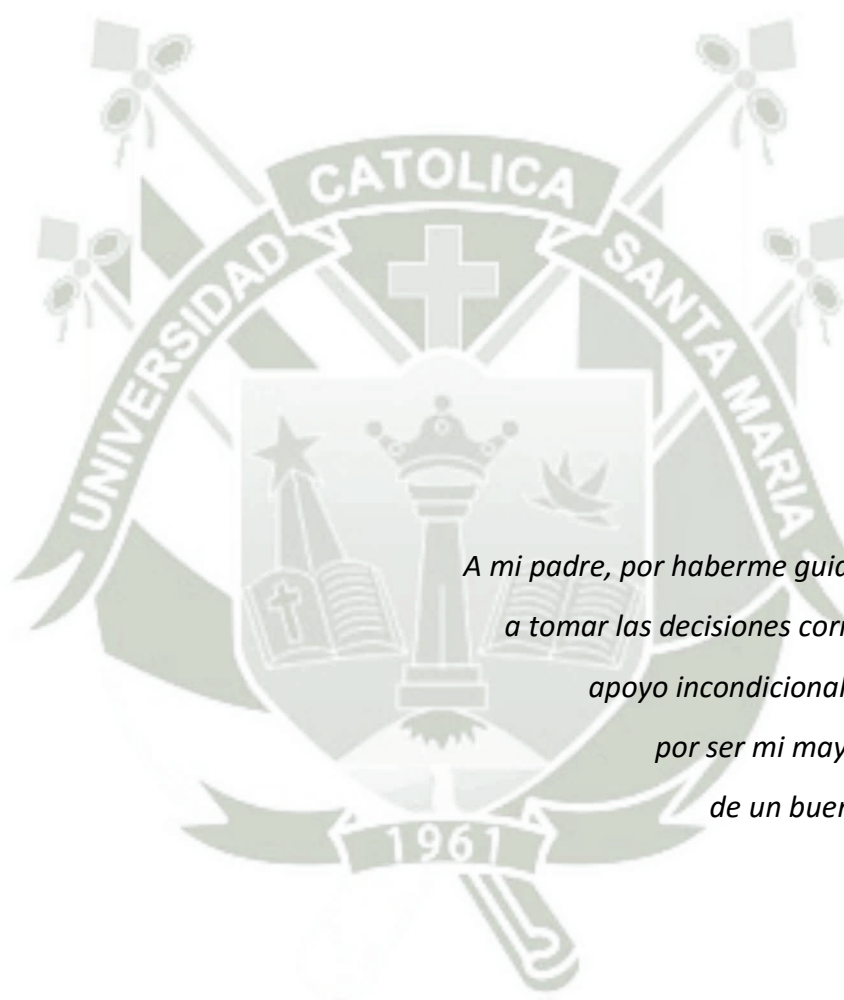 UNIVERSIDAD CATOLICA SANTA MARIA
A mi padre, por haberme guia
a tomar las decisiones corr
apoyo incondicional
por ser mi may
de un buen
1961